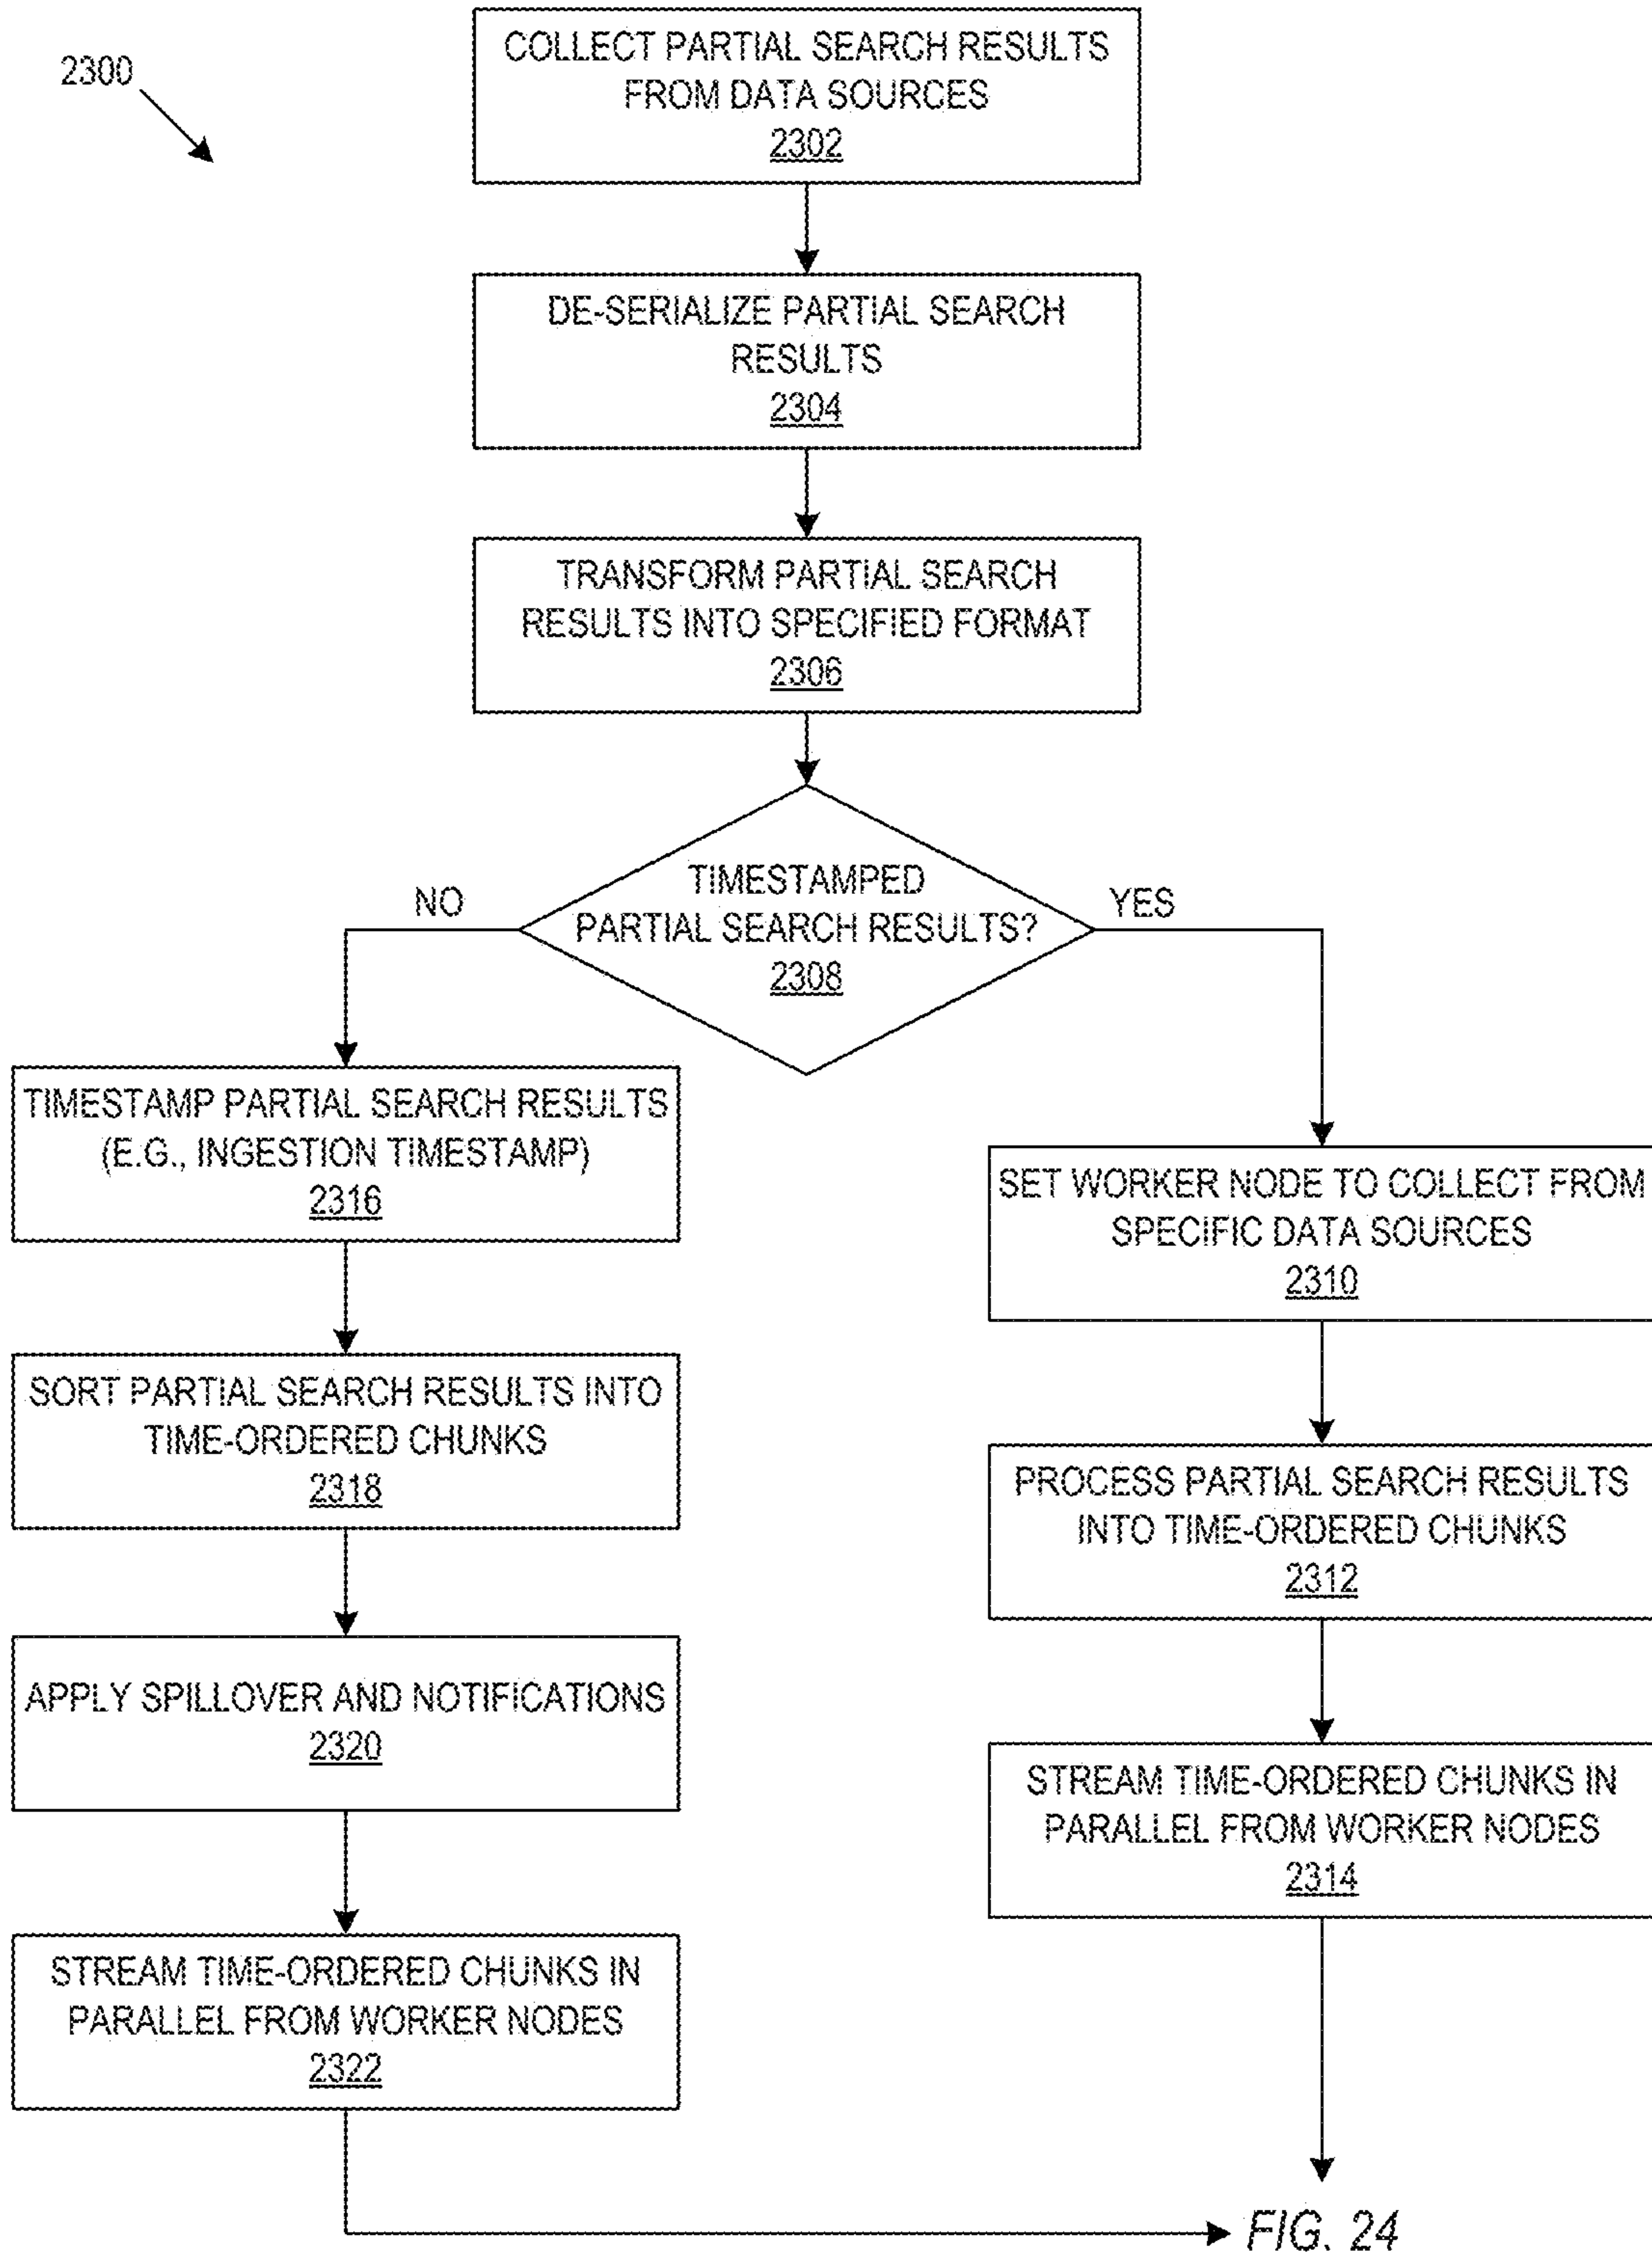 2300
COLLECT PARTIAL SEARCH RESULTS
FROM DATA SOURCES
2302
DE-SERIALIZE PARTIAL SEARCH
RESULTS
2304
TRANSFORM PARTIAL SEARCH
RESULTS INTO SPECIFIED FORMAT
2306
TIMESTAMPED
PARTIAL SEARCH RESULTS?
2308
NO
YES
TIMESTAMP PARTIAL SEARCH RESULTS
(E.G., INGESTION TIMESTAMP)
2316
SORT PARTIAL SEARCH RESULTS INTO
TIME-ORDERED CHUNKS
2318
APPLY SPILLOVER AND NOTIFICATIONS
2320
STREAM TIME-ORDERED CHUNKS IN
PARALLEL FROM WORKER NODES
2322
SET WORKER NODE TO COLLECT FROM
SPECIFIC DATA SOURCES
2310
PROCESS PARTIAL SEARCH RESULTS
INTO TIME-ORDERED CHUNKS
2312
STREAM TIME-ORDERED CHUNKS IN
PARALLEL FROM WORKER NODES
2314
FIG. 24